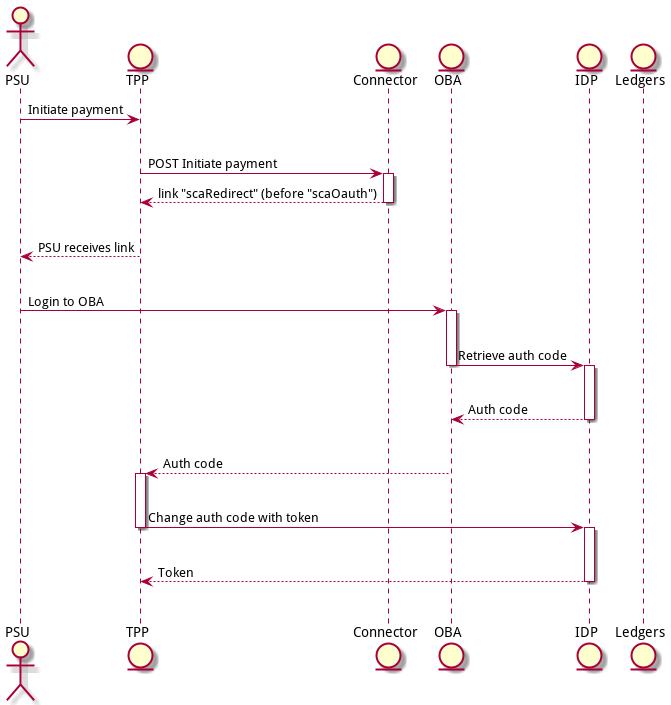 PSU TPP Connector OBA IDP Ledgers
Initiate payment
POST Initiate payment
link "scaRedirect" (before "scaOauth")
PSU receives link
Login to OBA
Retrieve auth code
Auth code
Auth code
Change auth code with token
Token
PSU TPP Connector OBA IDP Ledgers